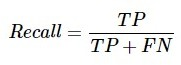 Recall = TP / (TP + FN)